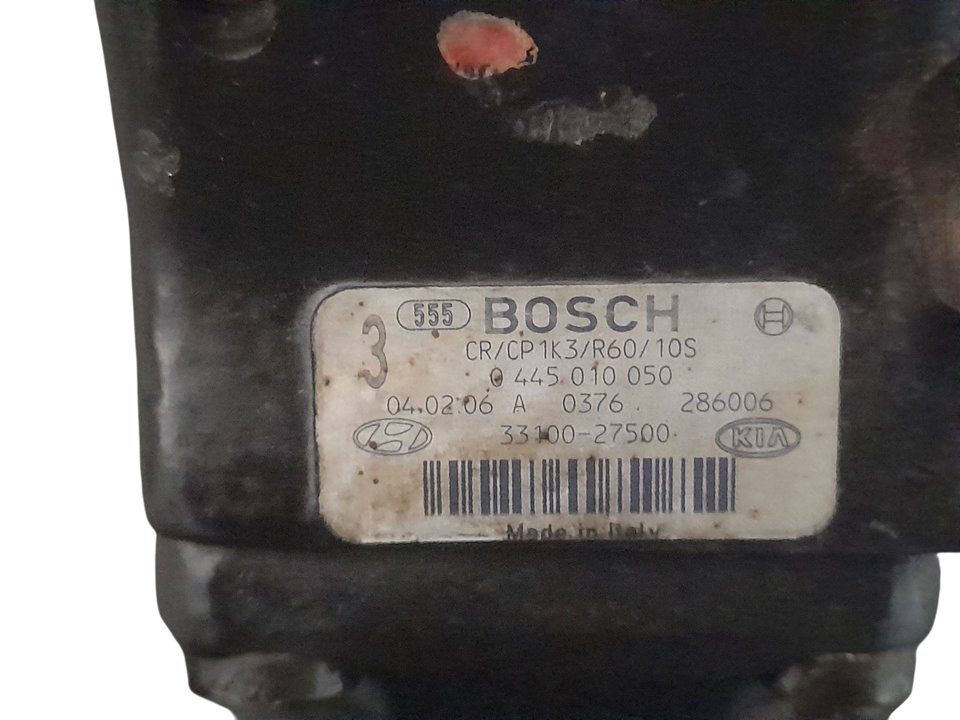 3 555 BOSCH
CR/CP1K3/R60/10S
0 445 010 050
04.02.06 A 0376 286006
33100-27500 KIA
Made in Italy